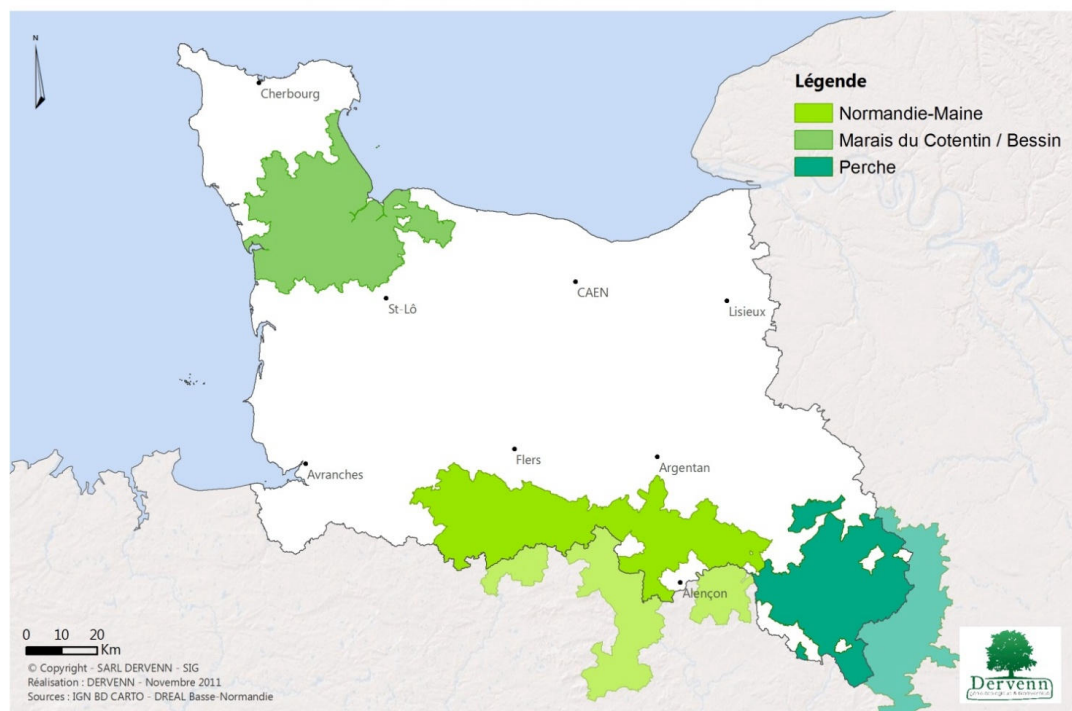 N
Cherbourg
Légende
Normandie-Maine
Marais du Cotentin / Bessin
Perche
CAEN
St-Lô
Lisieux
Flers
Argentan
Avranches
Alençon
0 10 20
Km
© Copyright - SARL DERVENN - SIG
Réalisation : DERVENN - Novembre 2011
Sources : IGN BD CARTO - DREAL Basse-Normandie
Dervenn